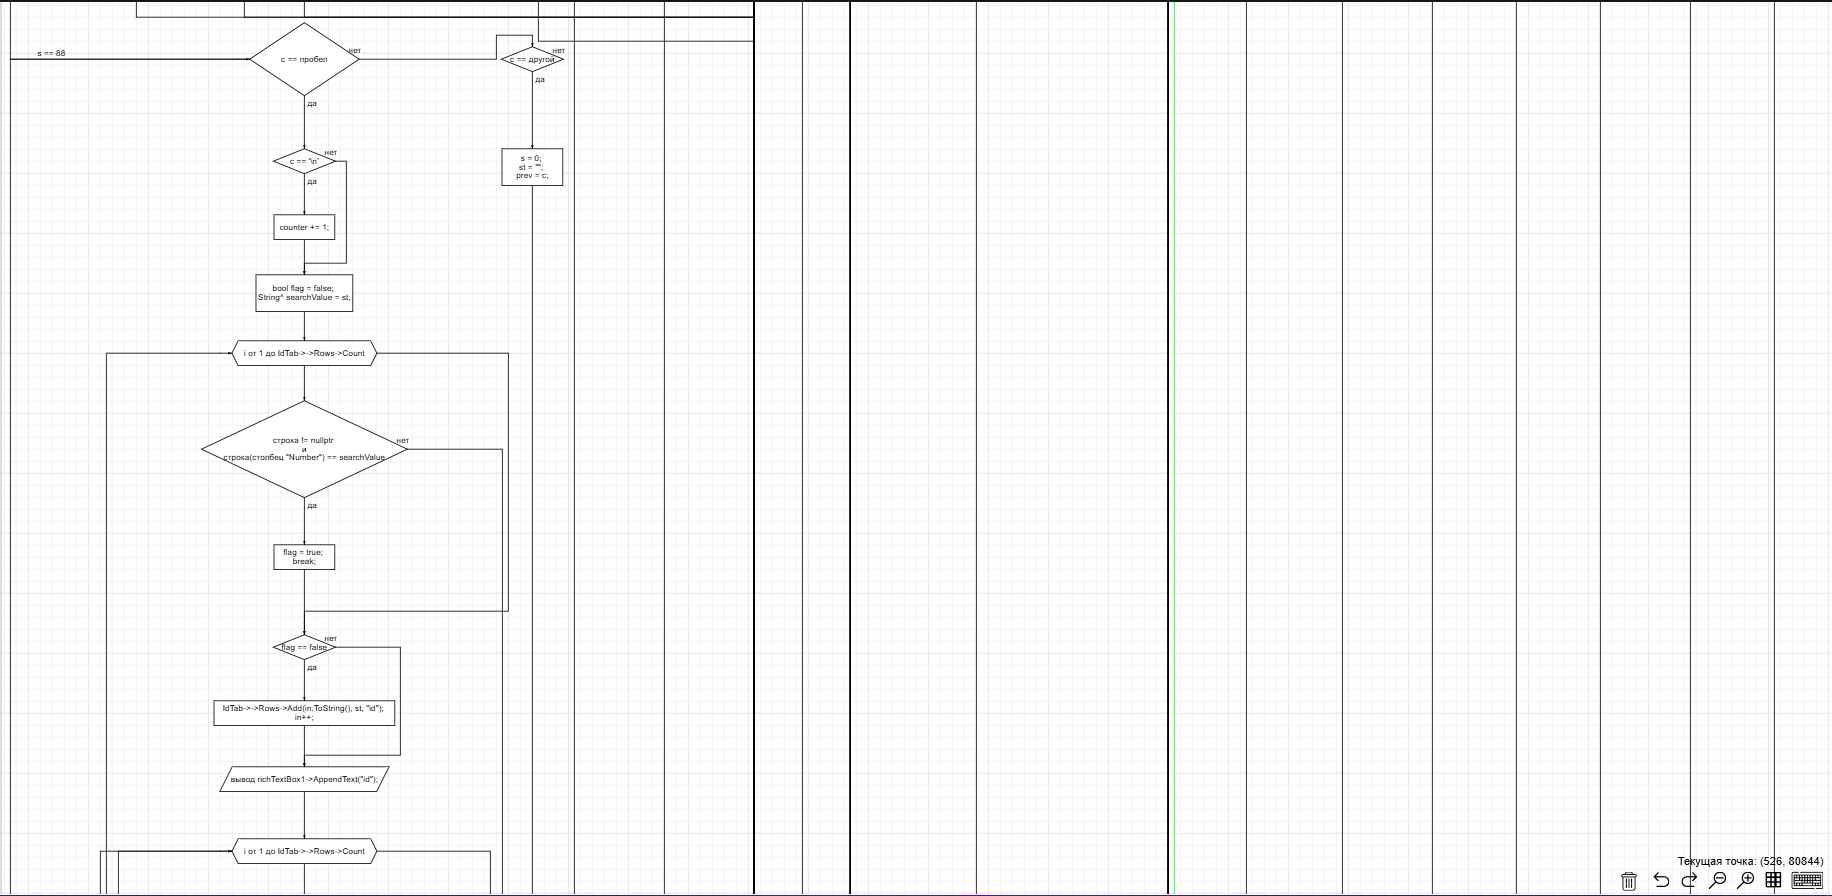 s == 88
c == пробел
нет
c == другой
нет
да
да
c == '\n'
нет
да
s = 0;
st = "";
prev = c;
counter += 1;
bool flag = false;
String^ searchValue = st;
i от 1 до IdTab->->Rows->Count
строка != nullptr
и
строка(столбец "Number") == searchValue
нет
да
flag = true;
break;
flag == false
нет
да
IdTab->->Rows->Add(in.ToString(), st, "id");
in++;
вывод richTextBox1->AppendText("id");
i от 1 до IdTab->->Rows->Count
Текущая точка: (526, 80844)